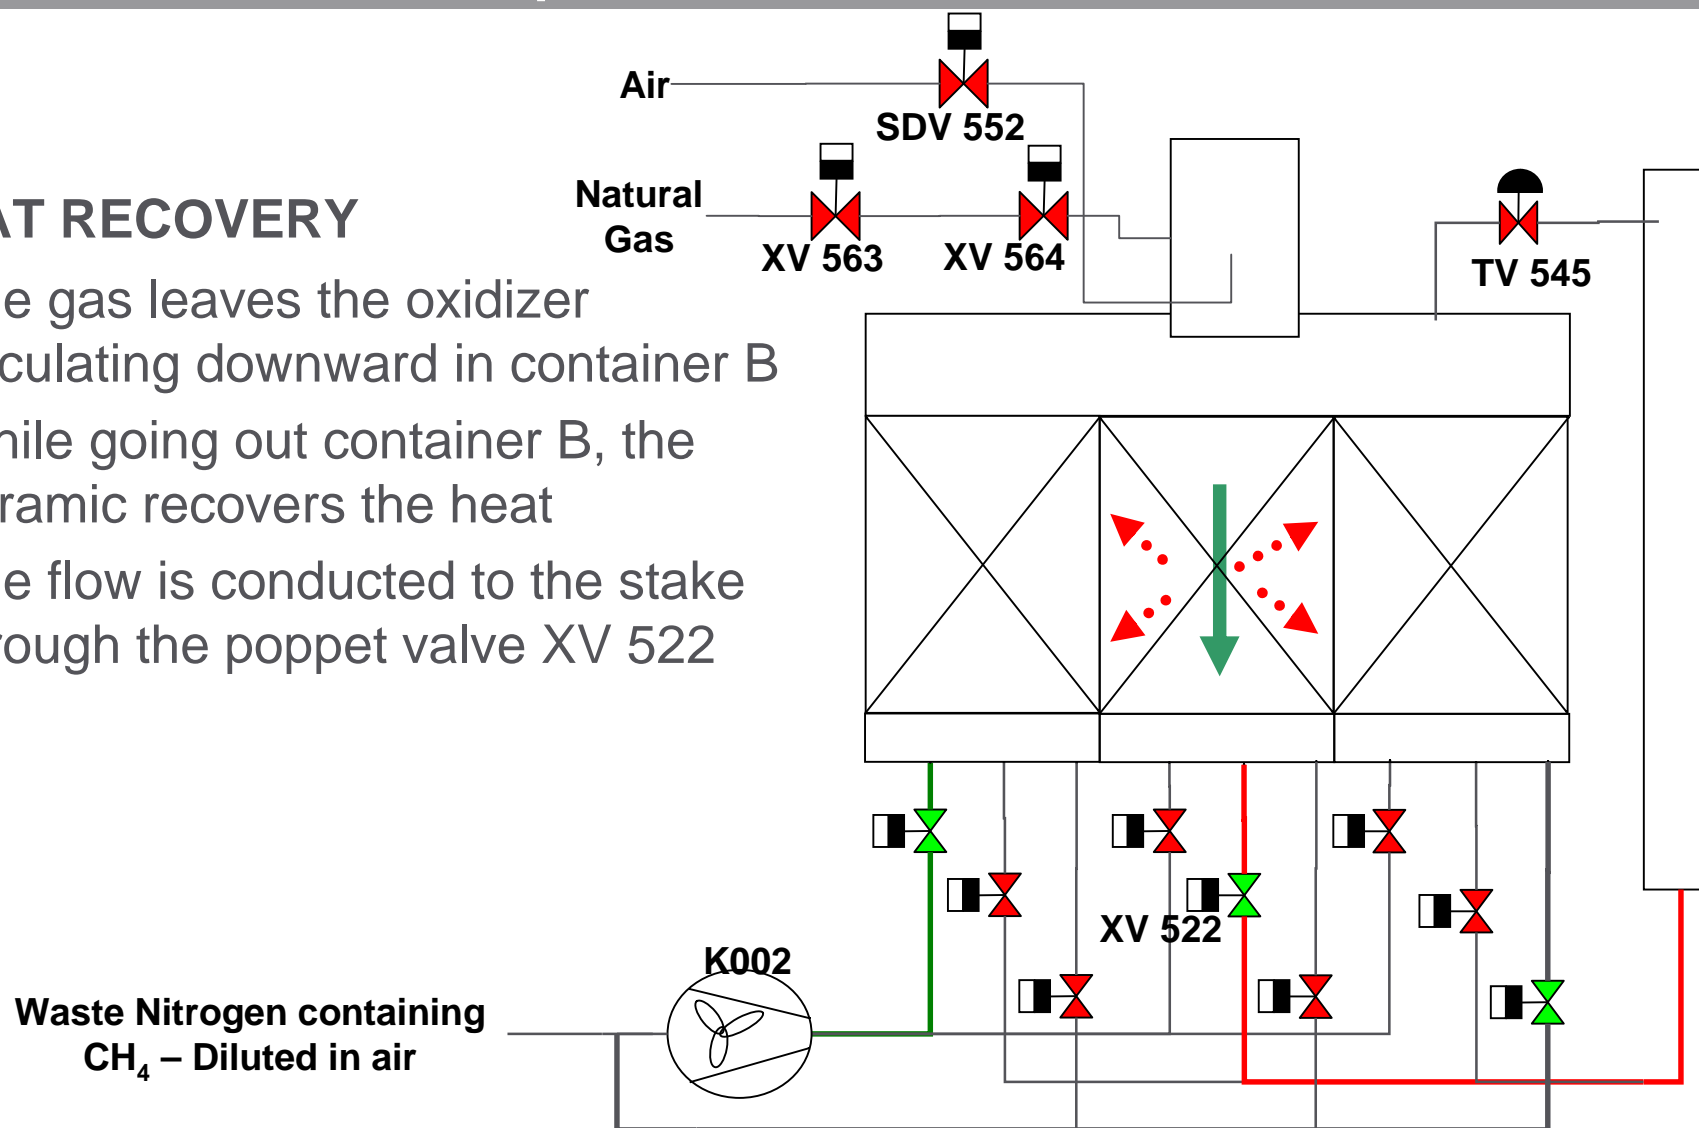 Air
SDV 552
Natural
Gas
XV 563
XV 564
TV 545
AT RECOVERY
e gas leaves the oxidizer
culating downward in container B
hile going out container B, the
ramic recovers the heat
e flow is conducted to the stake
rough the poppet valve XV 522
XV 522
K002
Waste Nitrogen containing
CH4 – Diluted in air